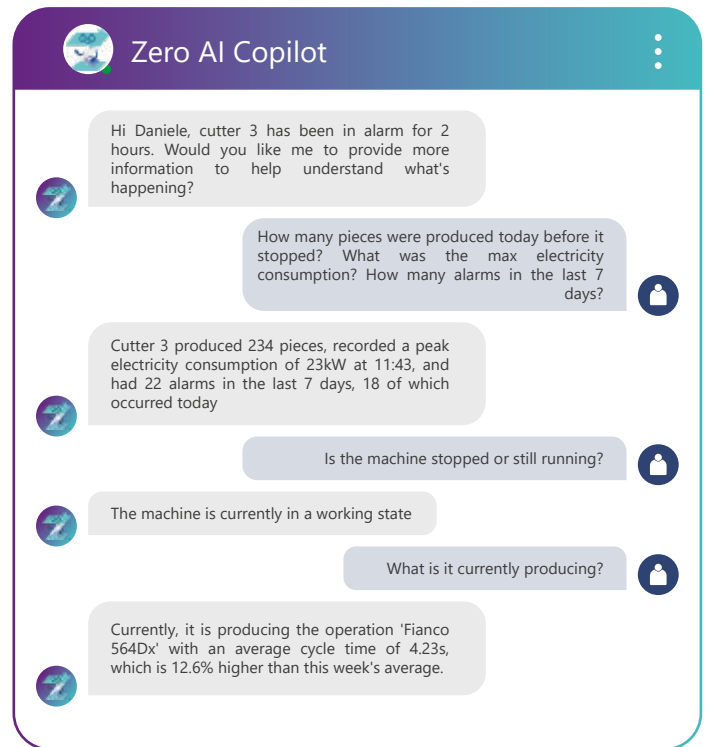 Zero AI Copilot
Hi Daniele, cutter 3 has been in alarm for 2
hours. Would you like me to provide more
information to help understand what's
happening?
How many pieces were produced today before it
stopped? What was the max electricity
consumption? How many alarms in the last 7
days?
Cutter 3 produced 234 pieces, recorded a peak
electricity consumption of 23kW at 11:43, and
had 22 alarms in the last 7 days, 18 of which
occurred today
Is the machine stopped or still running?
The machine is currently in a working state
What is it currently producing?
Currently, it is producing the operation 'Fianco
564Dx' with an average cycle time of 4.23s,
which is 12.6% higher than this week's average.